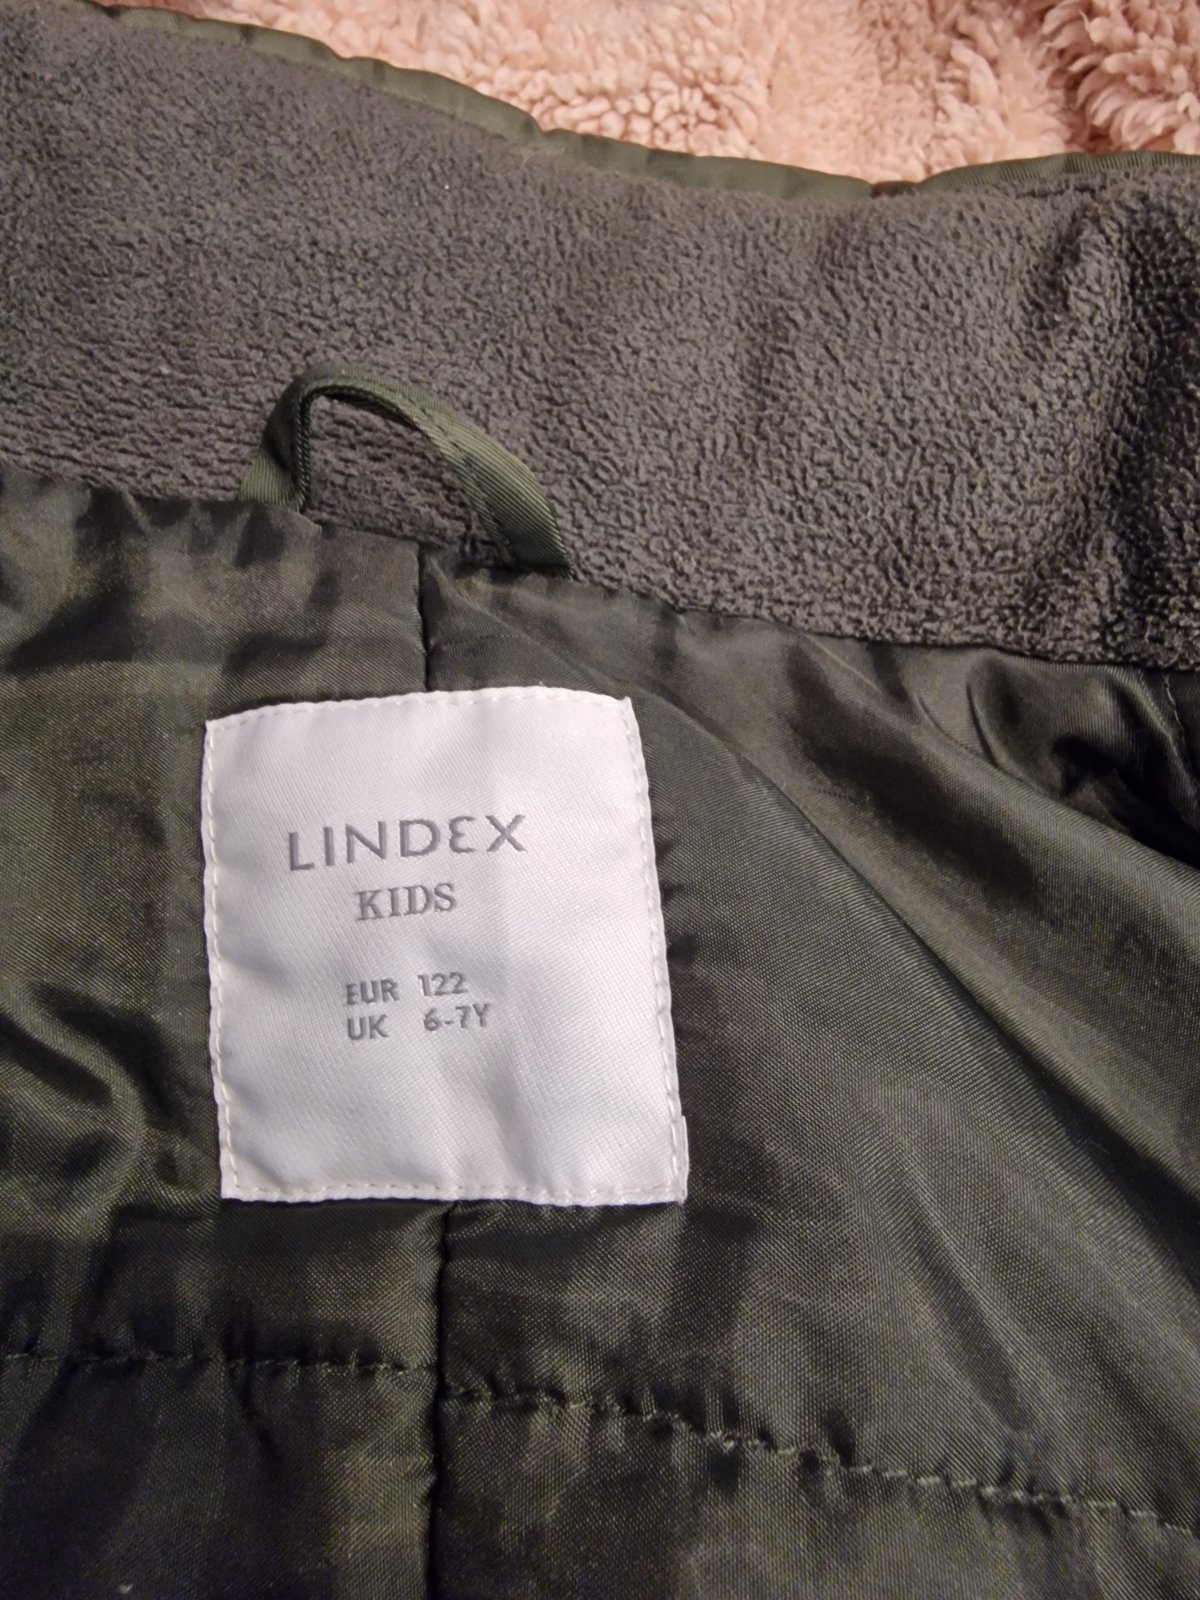 LINDEX
KIDS
EUR 122
UK 6-7Y